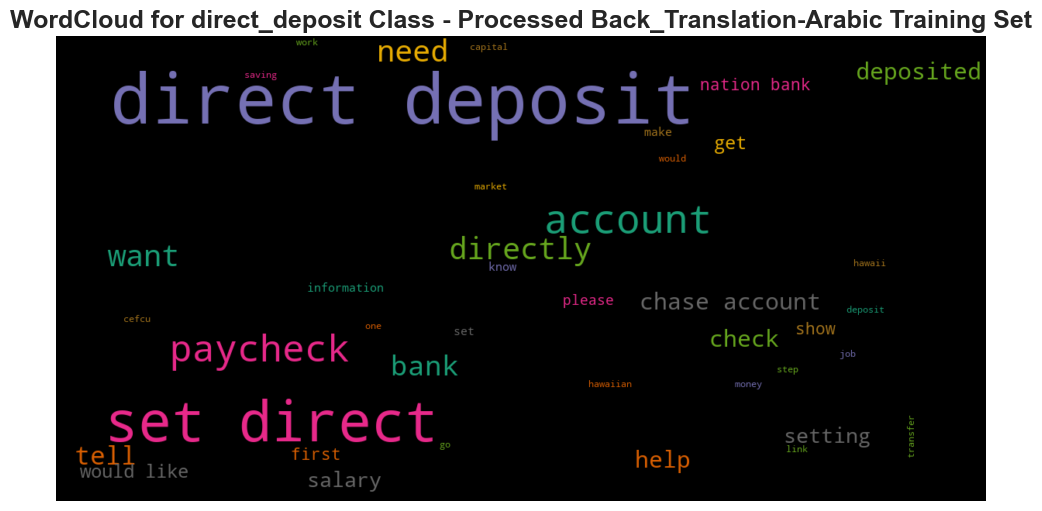 WordCloud for direct_deposit Class - Processed Back_Translation-Arabic Training Set
work
need
capital
saving
direct deposit
nation bank
deposited
make
get
would
market
account
want
directly
know
hawaii
information
please
chase account
deposit
cefcu
one
set
check
show
paycheck
bank
job
step
hawaiian
money
set direct
setting
transfer
tell
first
go
link
would like
salary
help